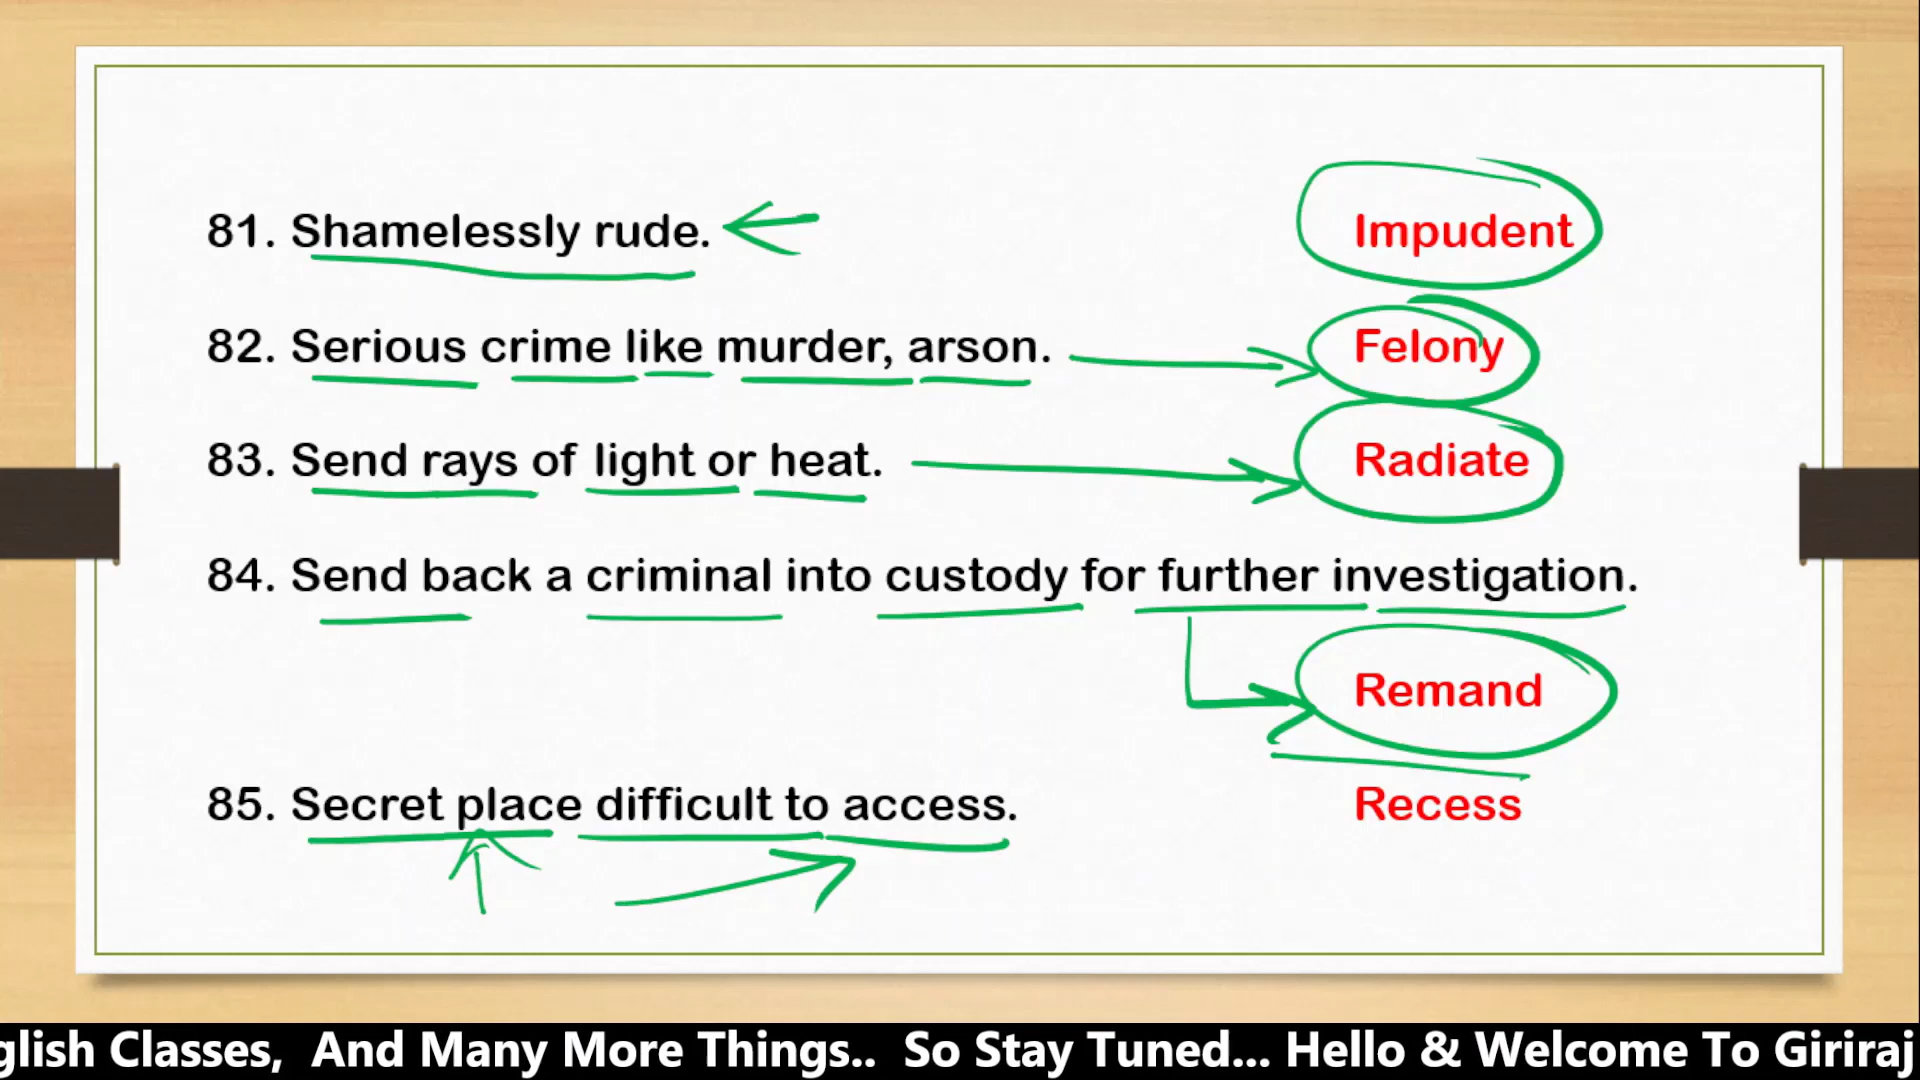 81. Shamelessly rude. Impudent
82. Serious crime like murder, arson. Felony
83. Send rays of light or heat. Radiate
84. Send back a criminal into custody for further investigation.
Remand
85. Secret place difficult to access. Recess
glish Classes, And Many More Things.. So Stay Tuned... Hello & Welcome To Giriraj